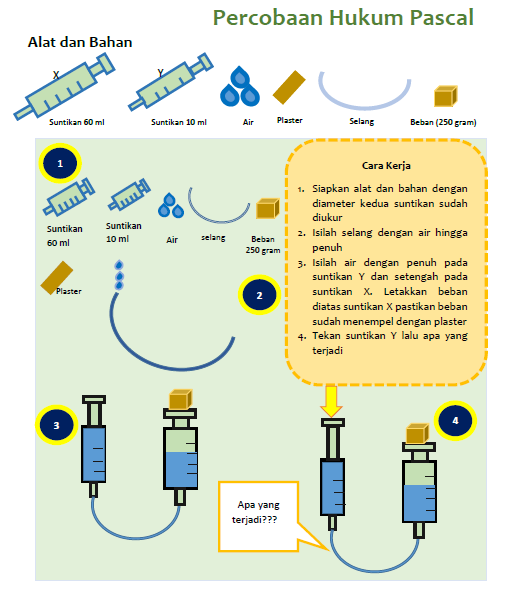 Percobaan Hukum Pascal
Alat dan Bahan
X
Y
Suntikan 60 ml
Suntikan 10 ml
Air
Plaster
Selang
Beban (250 gram)
1
Suntikan
60 ml
Suntikan
10 ml
Air
selang
Beban
250 gram
Plaster
2
Cara Kerja
1. Siapkan alat dan bahan dengan
diameter kedua suntikan sudah
diukur
2. Isilah selang dengan air hingga
penuh
3. Isilah air dengan penuh pada
suntikan Y dan setengah pada
suntikan X. Letakkan beban
diatas suntikan X pastikan beban
sudah menempel dengan plaster
4. Tekan suntikan Y lalu apa yang
terjadi
3
4
Apa yang
terjadi???